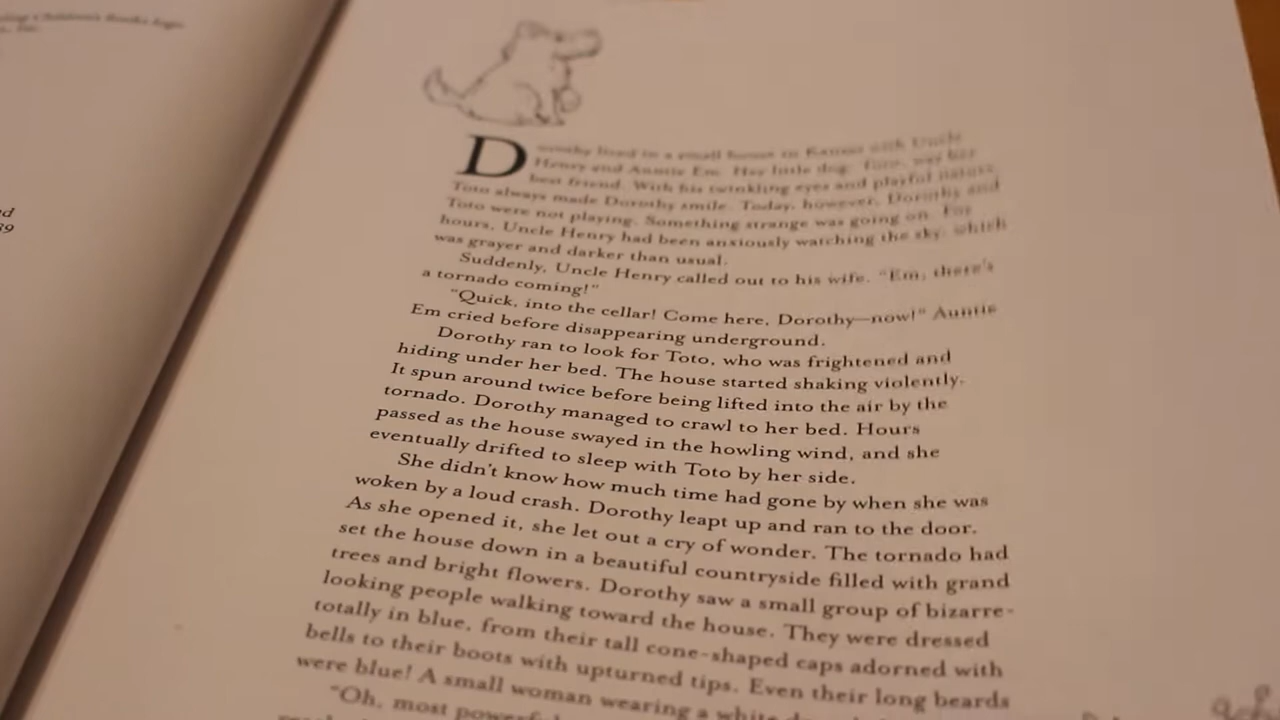 ed
39
Dorothy lived in a small house in Kansas with Uncle
Henry and Auntie Em. Her little dog, Toto, was her
best friend. With his twinkling eyes and playful nature,
Toto always made Dorothy smile. Today, however, Dorothy and
Toto were not playing. Something strange was going on. For
hours, Uncle Henry had been anxiously watching the sky, which
was grayer and darker than usual.
Suddenly, Uncle Henry called out to his wife. “Em, there’s
a tornado coming!”
“Quick, into the cellar! Come here, Dorothy—now!” Auntie
Em cried before disappearing underground.
Dorothy ran to look for Toto, who was frightened and
hiding under her bed. The house started shaking violently.
It spun around twice before being lifted into the air by the
tornado. Dorothy managed to crawl to her bed. Hours
passed as the house swayed in the howling wind, and she
eventually drifted to sleep with Toto by her side.
She didn’t know how much time had gone by when she was
woken by a loud crash. Dorothy leapt up and ran to the door.
As she opened it, she let out a cry of wonder. The tornado had
set the house down in a beautiful countryside filled with grand
trees and bright flowers. Dorothy saw a small group of bizarre-
looking people walking toward the house. They were dressed
totally in blue, from their tall cone-shaped caps adorned with
bells to their boots with upturned tips. Even their long beards
were blue! A small woman wearing a white
“Oh, most